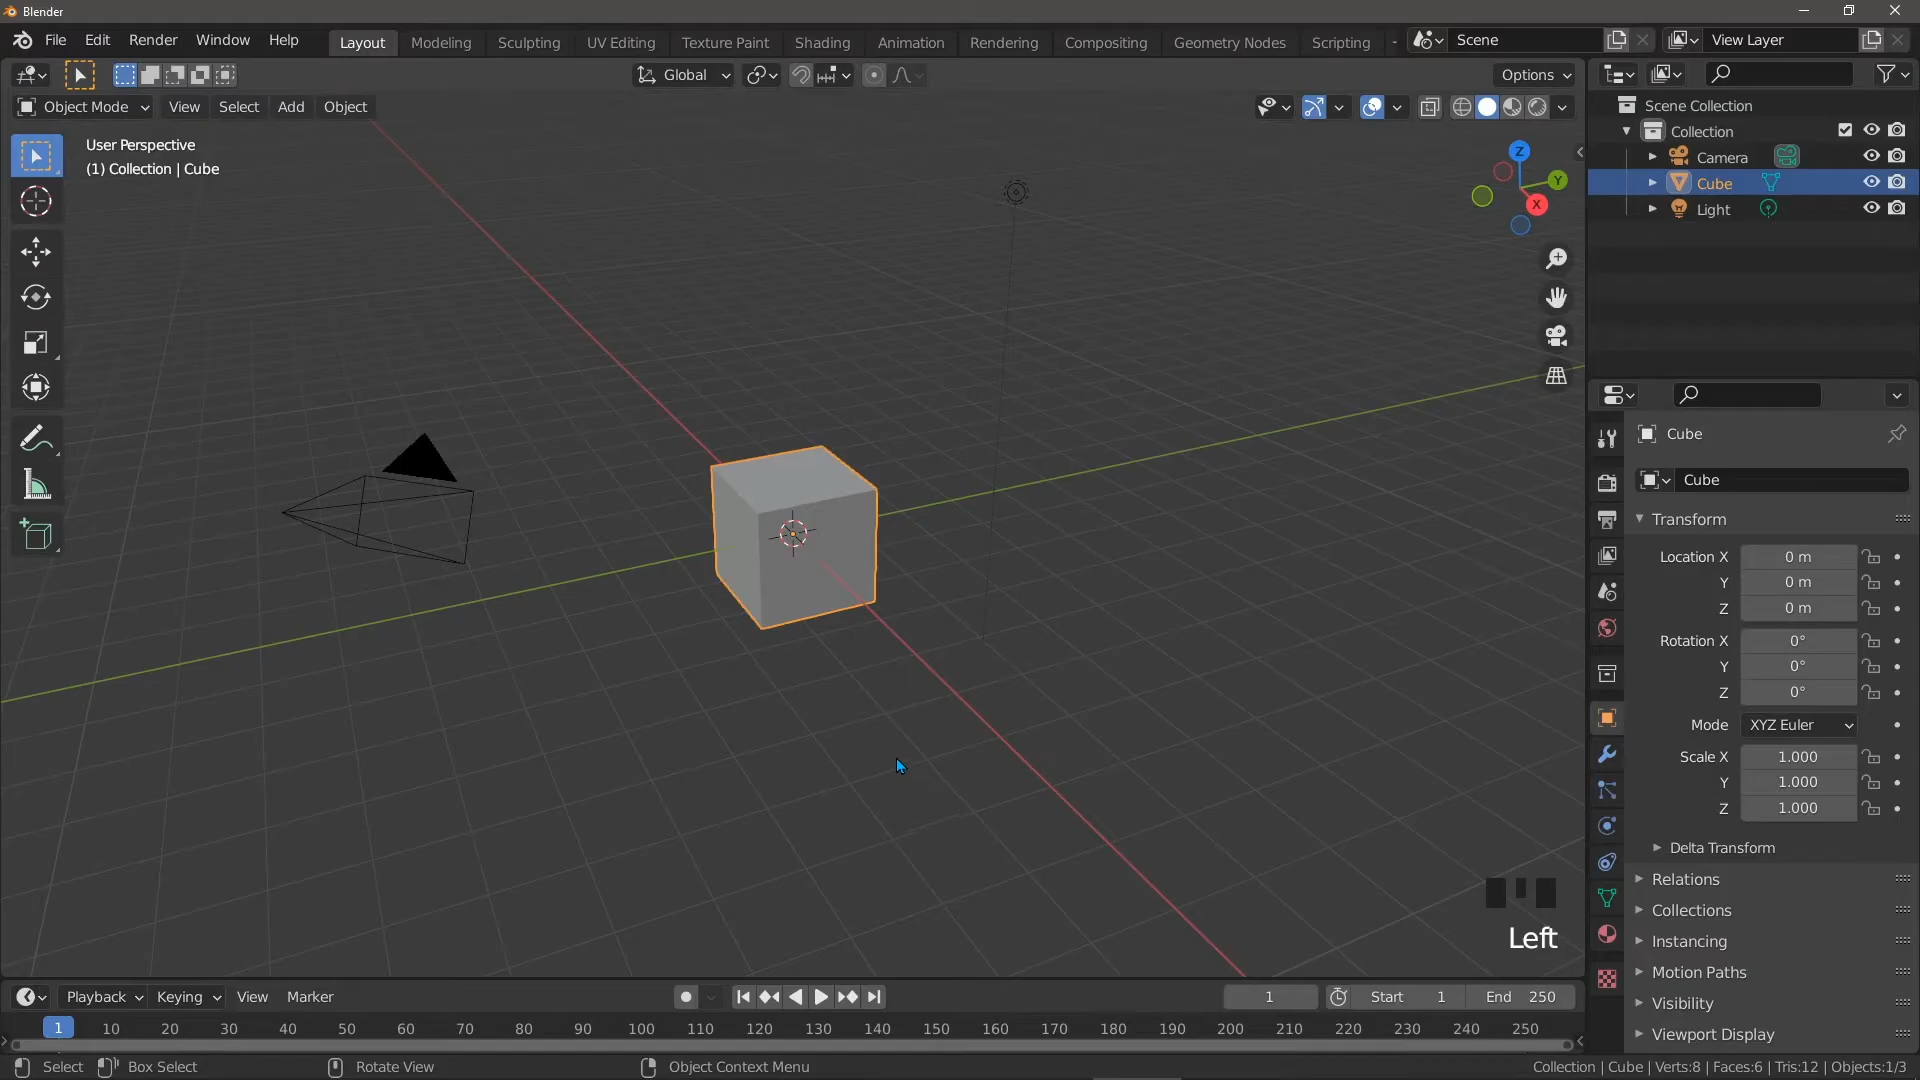 Blender
File Edit Render Window Help Layout Modeling Sculpting UV Editing Texture Paint Shading Animation Rendering Compositing Geometry Nodes Scripting Scene View Layer
Global Options
Object Mode View Select Add Object
User Perspective
(1) Collection | Cube
Z
Y
X
Left
Scene Collection
Collection
Camera
Cube
Light
Cube
Cube
Transform
Location X 0 m
Y 0 m
Z 0 m
Rotation X 0°
Y 0°
Z 0°
Mode XYZ Euler
Scale X 1.000
Y 1.000
Z 1.000
Delta Transform
Relations
Collections
Instancing
Motion Paths
Visibility
Viewport Display
Playback Keying View Marker 1 Start 1 End 250
1 10 20 30 40 50 60 70 80 90 100 110 120 130 140 150 160 170 180 190 200 210 220 230 240 250
Select Box Select Rotate View Object Context Menu Collection | Cube | Verts:8 | Faces:6 | Tris:12 | Objects:1/3